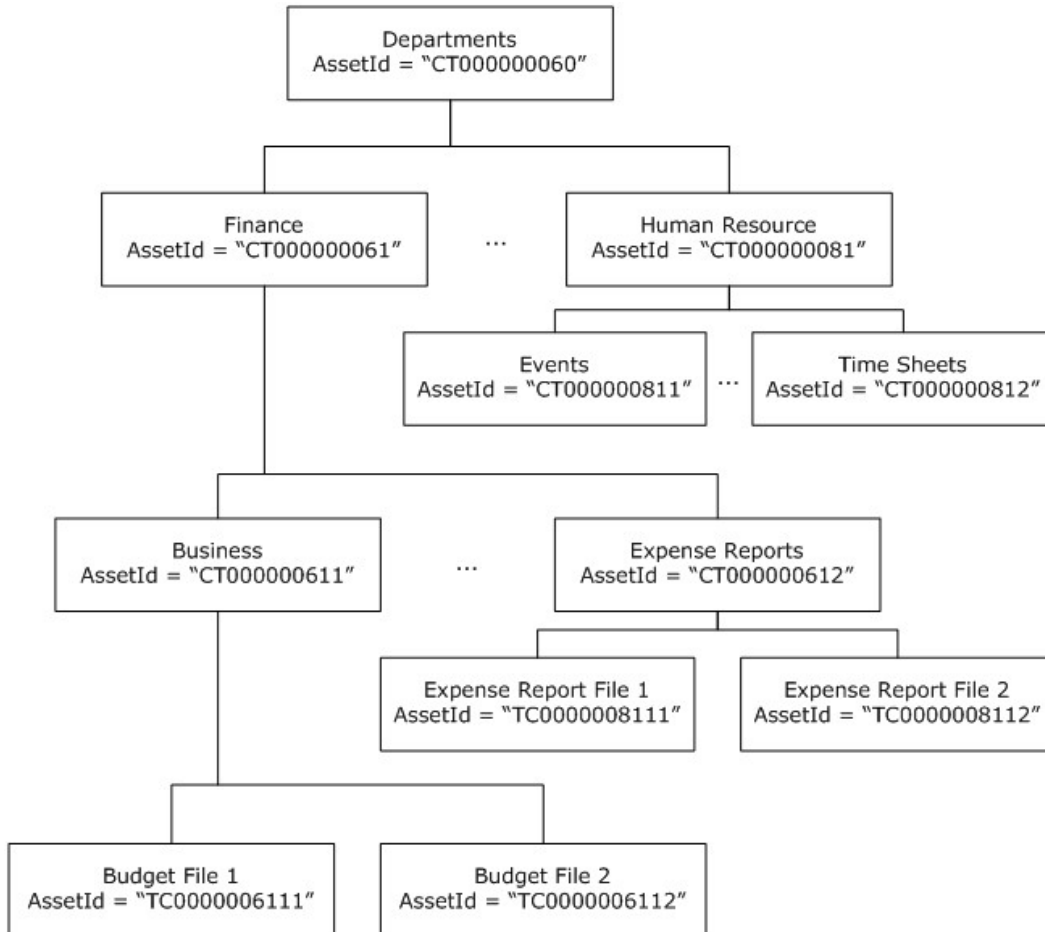 Departments
AssetId = “CT000000060”
Finance
AssetId = “CT000000061”
...
Human Resource
AssetId = “CT000000081”
Events
AssetId = “CT000000811”
...
Time Sheets
AssetId = “CT000000812”
Business
AssetId = “CT000000611”
...
Expense Reports
AssetId = “CT000000612”
Expense Report File 1
AssetId = “TC0000008111”
Expense Report File 2
AssetId = “TC0000008112”
Budget File 1
AssetId = “TC0000006111”
Budget File 2
AssetId = “TC0000006112”